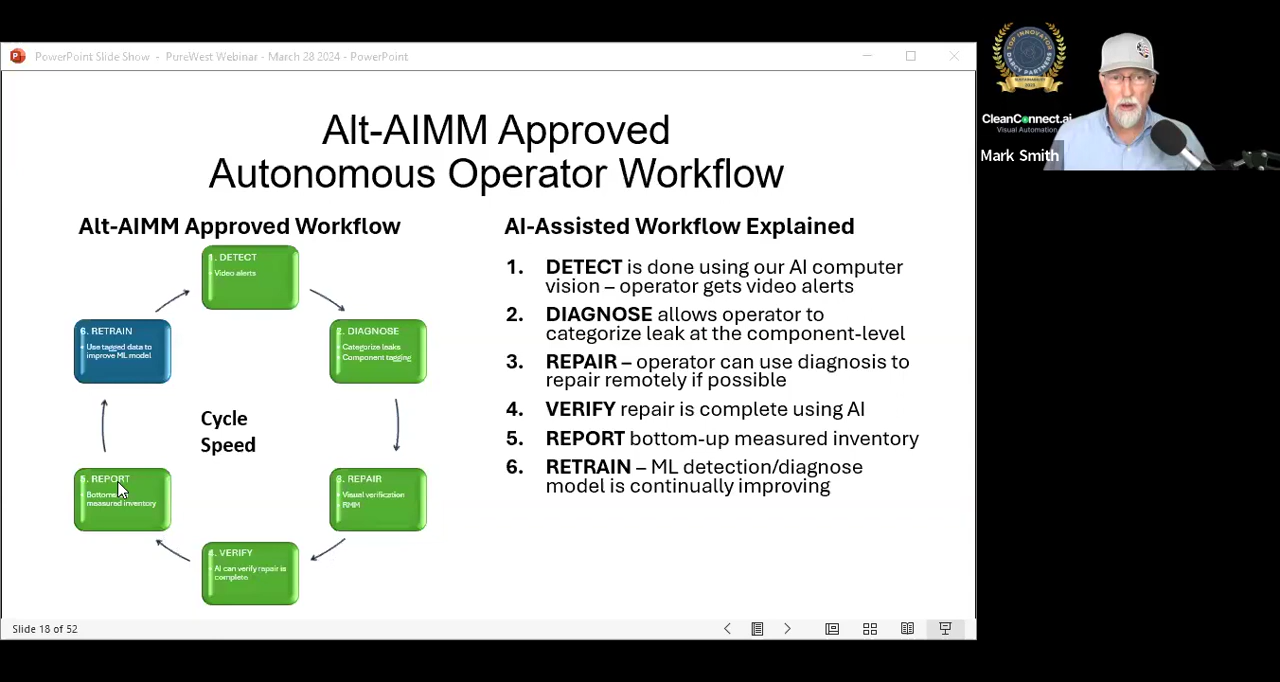 PowerPoint Slide Show - PureWest Webinar - March 28 2024 - PowerPoint
Alt-AIMM Approved
Autonomous Operator Workflow
Alt-AIMM Approved Workflow
1. DETECT
Video alerts
2. DIAGNOSE
Categorize leaks
Component tagging
3. REPAIR
Visual verification
RMM
4. VERIFY
AI can verify repair is
complete
5. REPORT
measured inventory
6. RETRAIN
Use tagged data to
improve ML model
Cycle
Speed
AI-Assisted Workflow Explained
1. DETECT is done using our AI computer
vision – operator gets video alerts
2. DIAGNOSE allows operator to
categorize leak at the component-level
3. REPAIR – operator can use diagnosis to
repair remotely if possible
4. VERIFY repair is complete using AI
5. REPORT bottom-up measured inventory
6. RETRAIN – ML detection/diagnose
model is continually improving
Slide 18 of 52
TOP INNOVATOR
DARCY PARTNERS
CleanConnect.ai
Visual Automation
Mark Smith